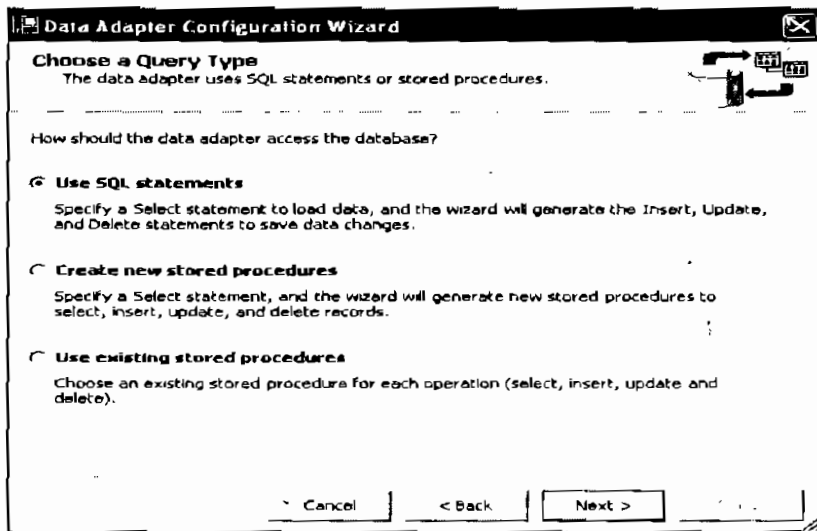 Data Adapter Configuration Wizard
Choose a Query Type
The data adapter uses SQL statements or stored procedures.
How should the data adapter access the database?
Use SQL statements
Specify a Select statement to load data, and the wizard will generate the Insert, Update,
and Delete statements to save data changes.
Create new stored procedures
Specify a Select statement, and the wizard will generate new stored procedures to
select, insert, update, and delete records.
Use existing stored procedures
Choose an existing stored procedure for each operation (select, insert, update and
delete).
Cancel < Back Next >